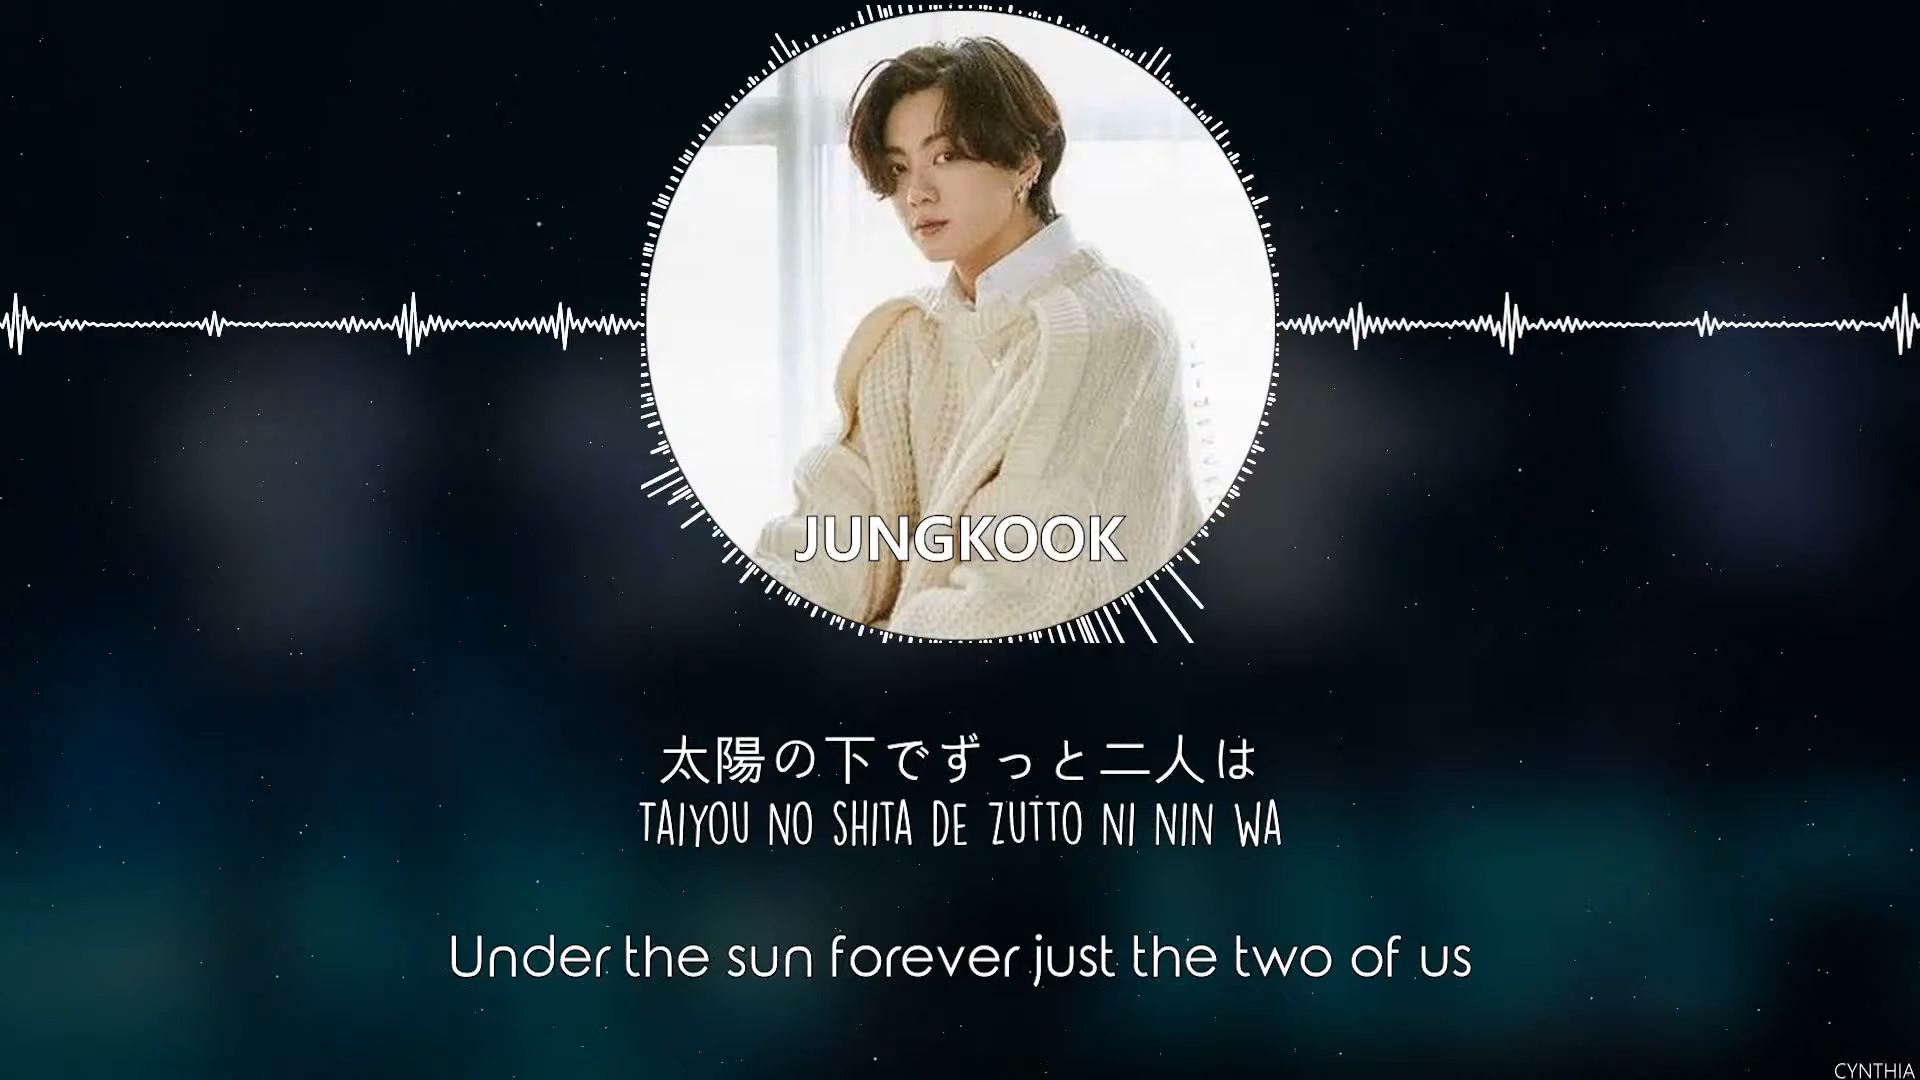 JUNGKOOK
太陽の下でずっと二人は
TAIYOU NO SHITA DE ZUTTO NI NIN WA
Under the sun forever just the two of us
CYNTHIA